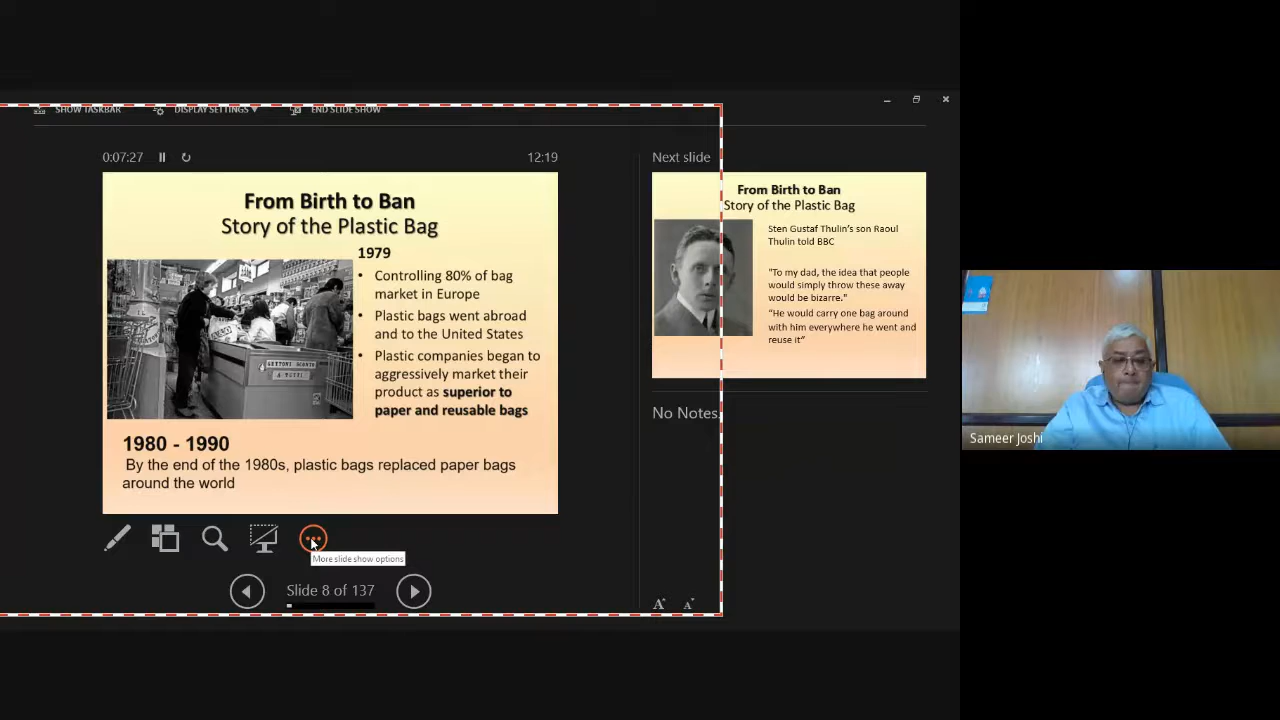 SHOW TASKBAR
DISPLAY SETTINGS
END SLIDE SHOW
0:07:27
12:19
From Birth to Ban
Story of the Plastic Bag
1979
• Controlling 80% of bag
market in Europe
• Plastic bags went abroad
and to the United States
• Plastic companies began to
aggressively market their
product as superior to
paper and reusable bags
A TUTTI
1980 - 1990
By the end of the 1980s, plastic bags replaced paper bags
around the world
More slide show options
Slide 8 of 137
Next slide
From Birth to Ban
Story of the Plastic Bag
Sten Gustaf Thulin's son Raoul
Thulin told BBC
"To my dad, the idea that people
would simply throw these away
would be bizarre."
"He would carry one bag around
with him everywhere he went and
reuse it"
No Notes.
A A
Sameer Joshi